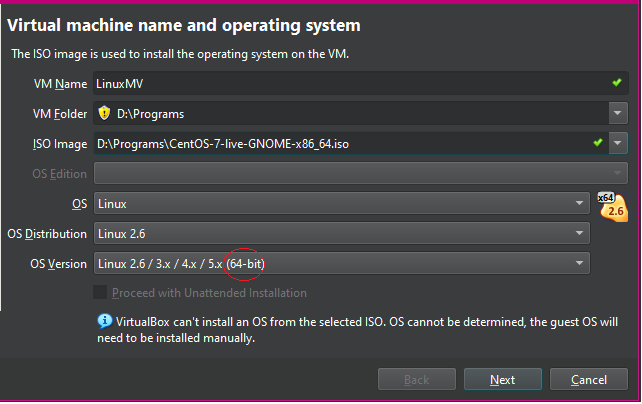 Virtual machine name and operating system
The ISO image is used to install the operating system on the VM.
VM Name LinuxMV
VM Folder D:\Programs
ISO Image D:\Programs\CentOS-7-live-GNOME-x86_64.iso
OS Edition
OS Linux x64 2.6
OS Distribution Linux 2.6
OS Version Linux 2.6 / 3.x / 4.x / 5.x (64-bit)
Proceed with Unattended Installation
VirtualBox can't install an OS from the selected ISO. OS cannot be determined, the guest OS will
need to be installed manually.
Back Next Cancel